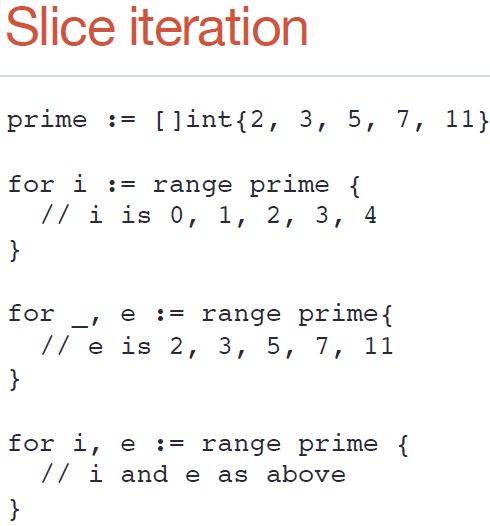 Slice iteration
prime := []int{2, 3, 5, 7, 11}
for i := range prime {
// i is 0, 1, 2, 3, 4
}
for _, e := range prime{
// e is 2, 3, 5, 7, 11
}
for i, e := range prime {
// i and e as above
}